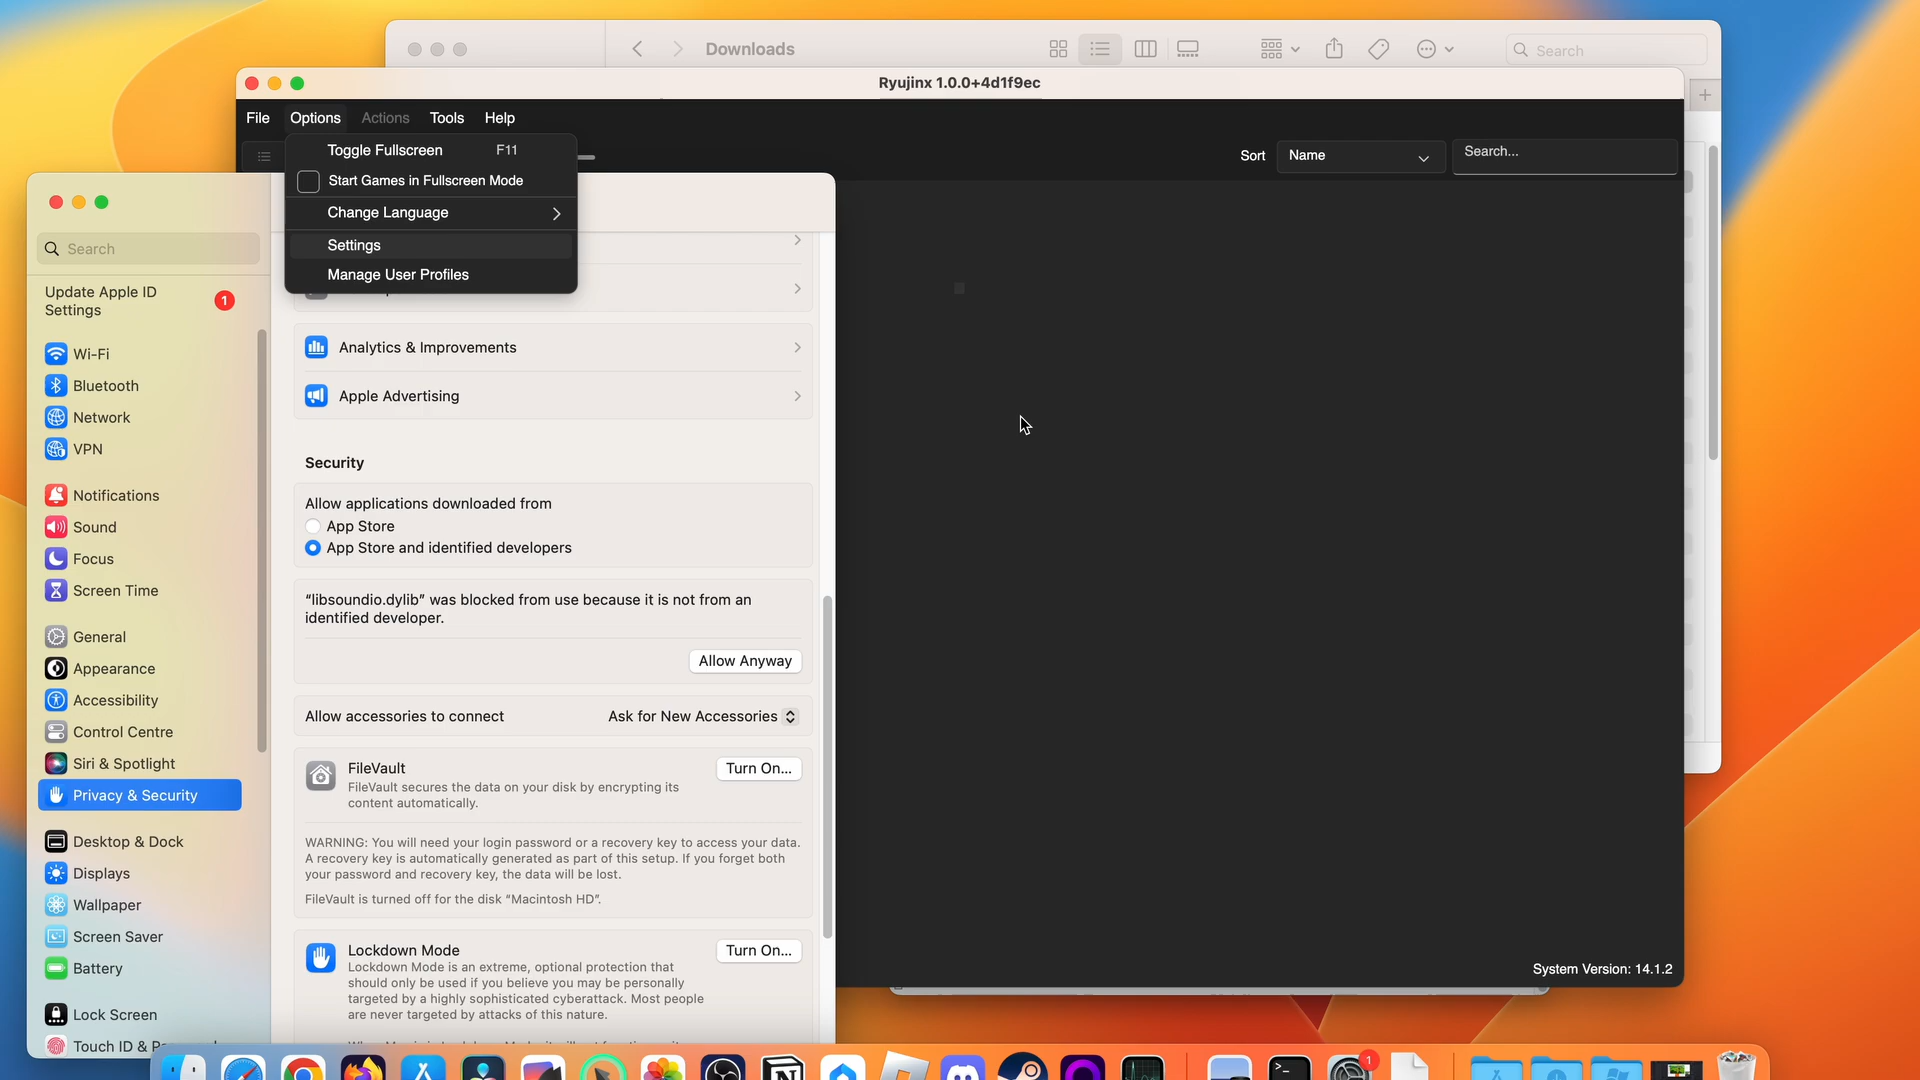 Downloads
Search
Ryujinx 1.0.0+4d1f9ec
File Options Actions Tools Help
Toggle Fullscreen F11
Start Games in Fullscreen Mode
Change Language
Settings
Manage User Profiles
Sort Name Search...
Search
Update Apple ID
Settings
1
Wi-Fi
Bluetooth
Network
VPN
Notifications
Sound
Focus
Screen Time
General
Appearance
Accessibility
Control Centre
Siri & Spotlight
Privacy & Security
Desktop & Dock
Displays
Wallpaper
Screen Saver
Battery
Lock Screen
Touch ID &
Analytics & Improvements
Apple Advertising
Security
Allow applications downloaded from
App Store
App Store and identified developers
“libsoundio.dylib” was blocked from use because it is not from an
identified developer.
Allow Anyway
Allow accessories to connect Ask for New Accessories
FileVault Turn On...
FileVault secures the data on your disk by encrypting its
content automatically.
WARNING: You will need your login password or a recovery key to access your data.
A recovery key is automatically generated as part of this setup. If you forget both
your password and recovery key, the data will be lost.
FileVault is turned off for the disk “Macintosh HD”.
Lockdown Mode Turn On...
Lockdown Mode is an extreme, optional protection that
should only be used if you believe you may be personally
targeted by a highly sophisticated cyberattack. Most people
are never targeted by attacks of this nature.
System Version: 14.1.2
1